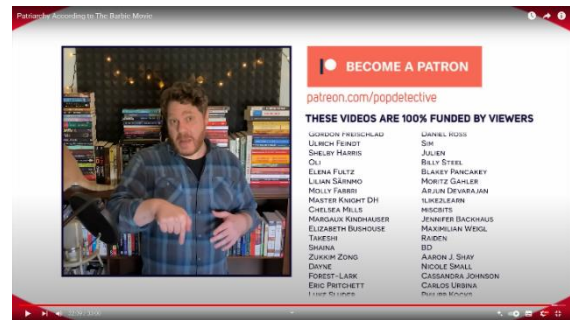 Patriarchy According to The Barbie Movie
BECOME A PATRON
patreon.com/popdetective
THESE VIDEOS ARE 100% FUNDED BY VIEWERS
GORDON FREISCHLAD
ULRICH FEINDT
SHELBY HARRIS
OLI
ELENA FULTZ
LILIAN SÄRNMO
MOLLY FABBRI
MASTER KNIGHT DH
CHELSEA MILLS
MARGAUX KINDHAUSER
ELIZABETH BUSHOUSE
TAKESHI
SHAINA
ZUKKIM ZONG
DAYNE
FOREST-LARK
ERIC PRITCHETT
LUKE SLUDER
DANIEL ROSS
SIM
JULIEN
BILLY STEEL
BLAKEY PANCAKEY
MORITZ GAHLER
ARJUN DEVARAJAN
1LIKE2LEARN
MISCBITS
JENNIFER BACKHAUS
MAXIMILIAN WEIGL
RAIDEN
BD
AARON J. SHAY
NICOLE SMALL
CASSANDRA JOHNSON
CARLOS URBINA